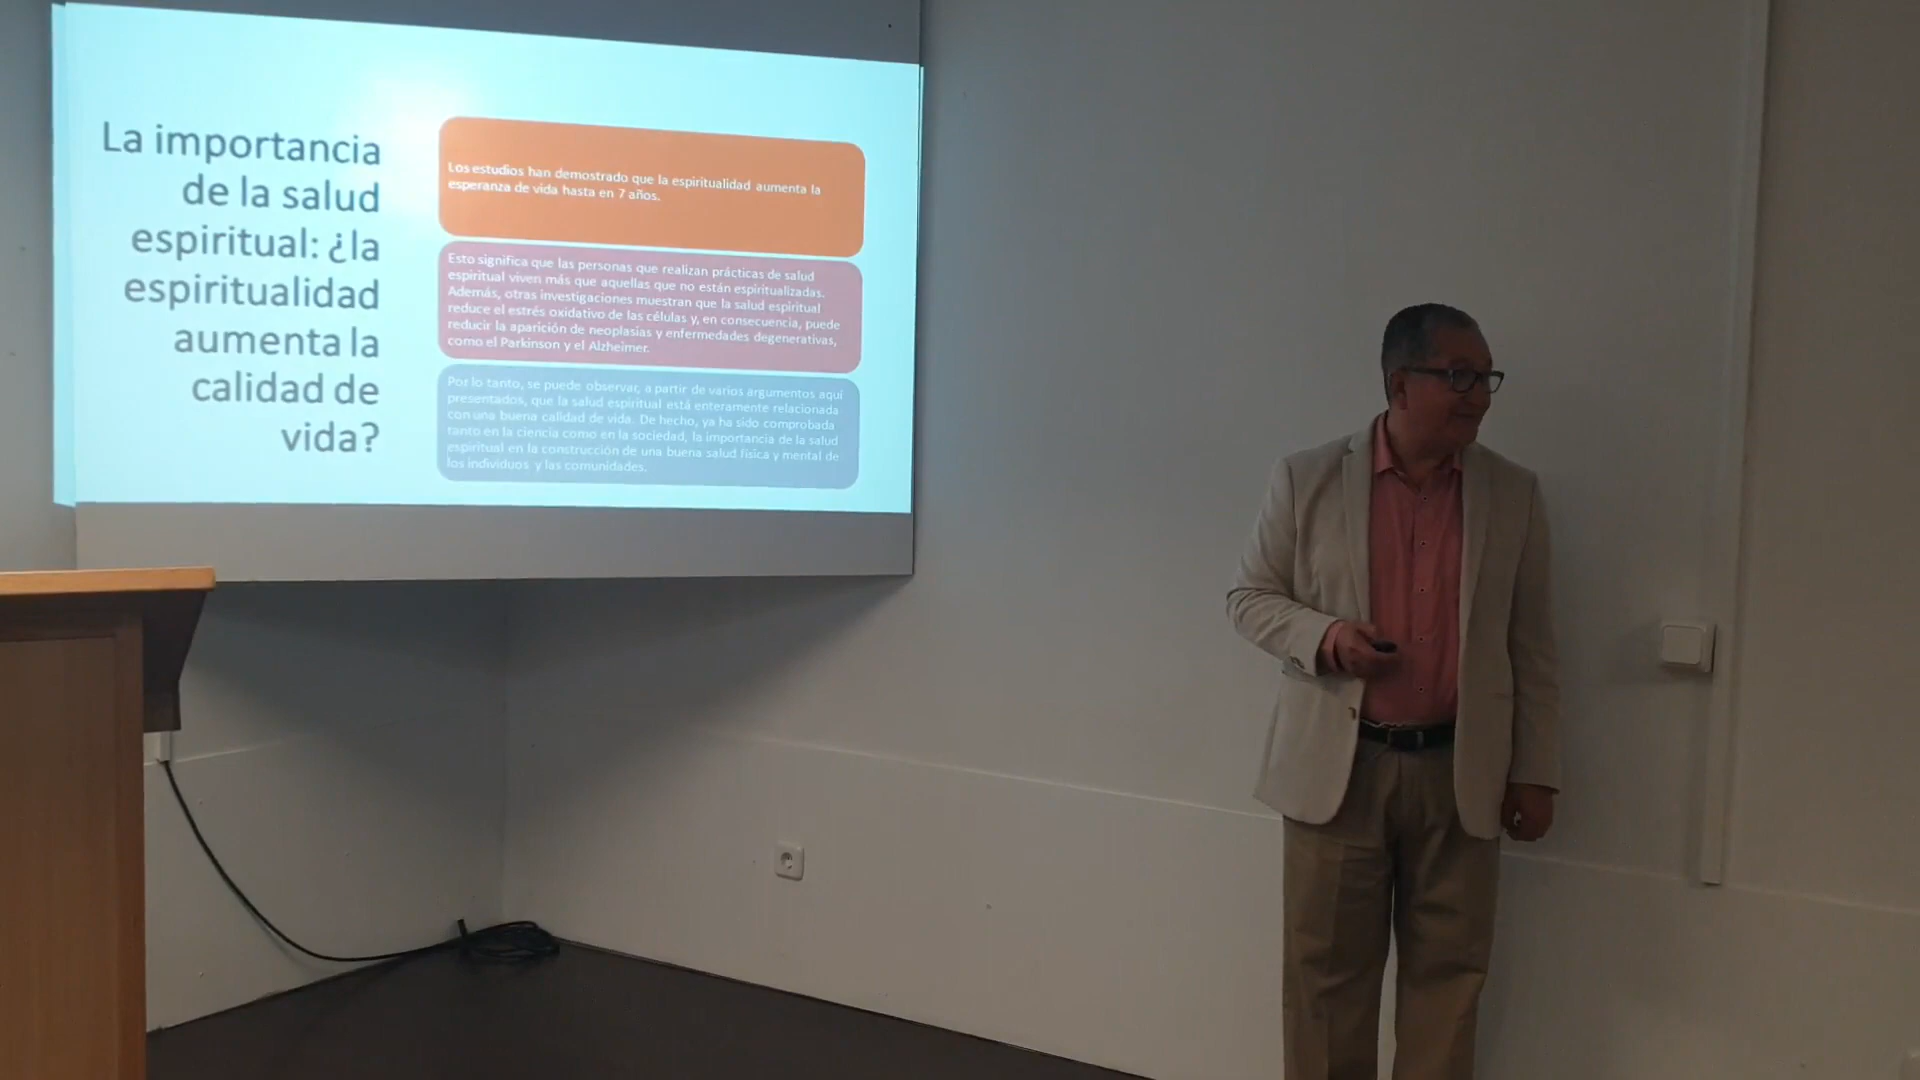 La importancia
de la salud
espiritual: ¿la
espiritualidad
aumenta la
calidad de
vida?
Los estudios han demostrado que la espiritualidad aumenta la
esperanza de vida hasta en 7 años.
Esto significa que las personas que realizan prácticas de salud
espiritual viven más que aquellas que no están espiritualizadas.
Además, otras investigaciones muestran que la salud espiritual
reduce el estrés oxidativo de las células y, en consecuencia, puede
reducir la aparición de neoplasias y enfermedades degenerativas,
como el Parkinson y el Alzheimer.
Por lo tanto, se puede observar, a partir de varios argumentos aquí
presentados, que la salud espiritual está enteramente relacionada
con una buena calidad de vida. De hecho, ya ha sido comprobada
tanto en la ciencia como en la sociedad, la importancia de la salud
espiritual en la construcción de una buena salud física y mental de
los individuos y las comunidades.